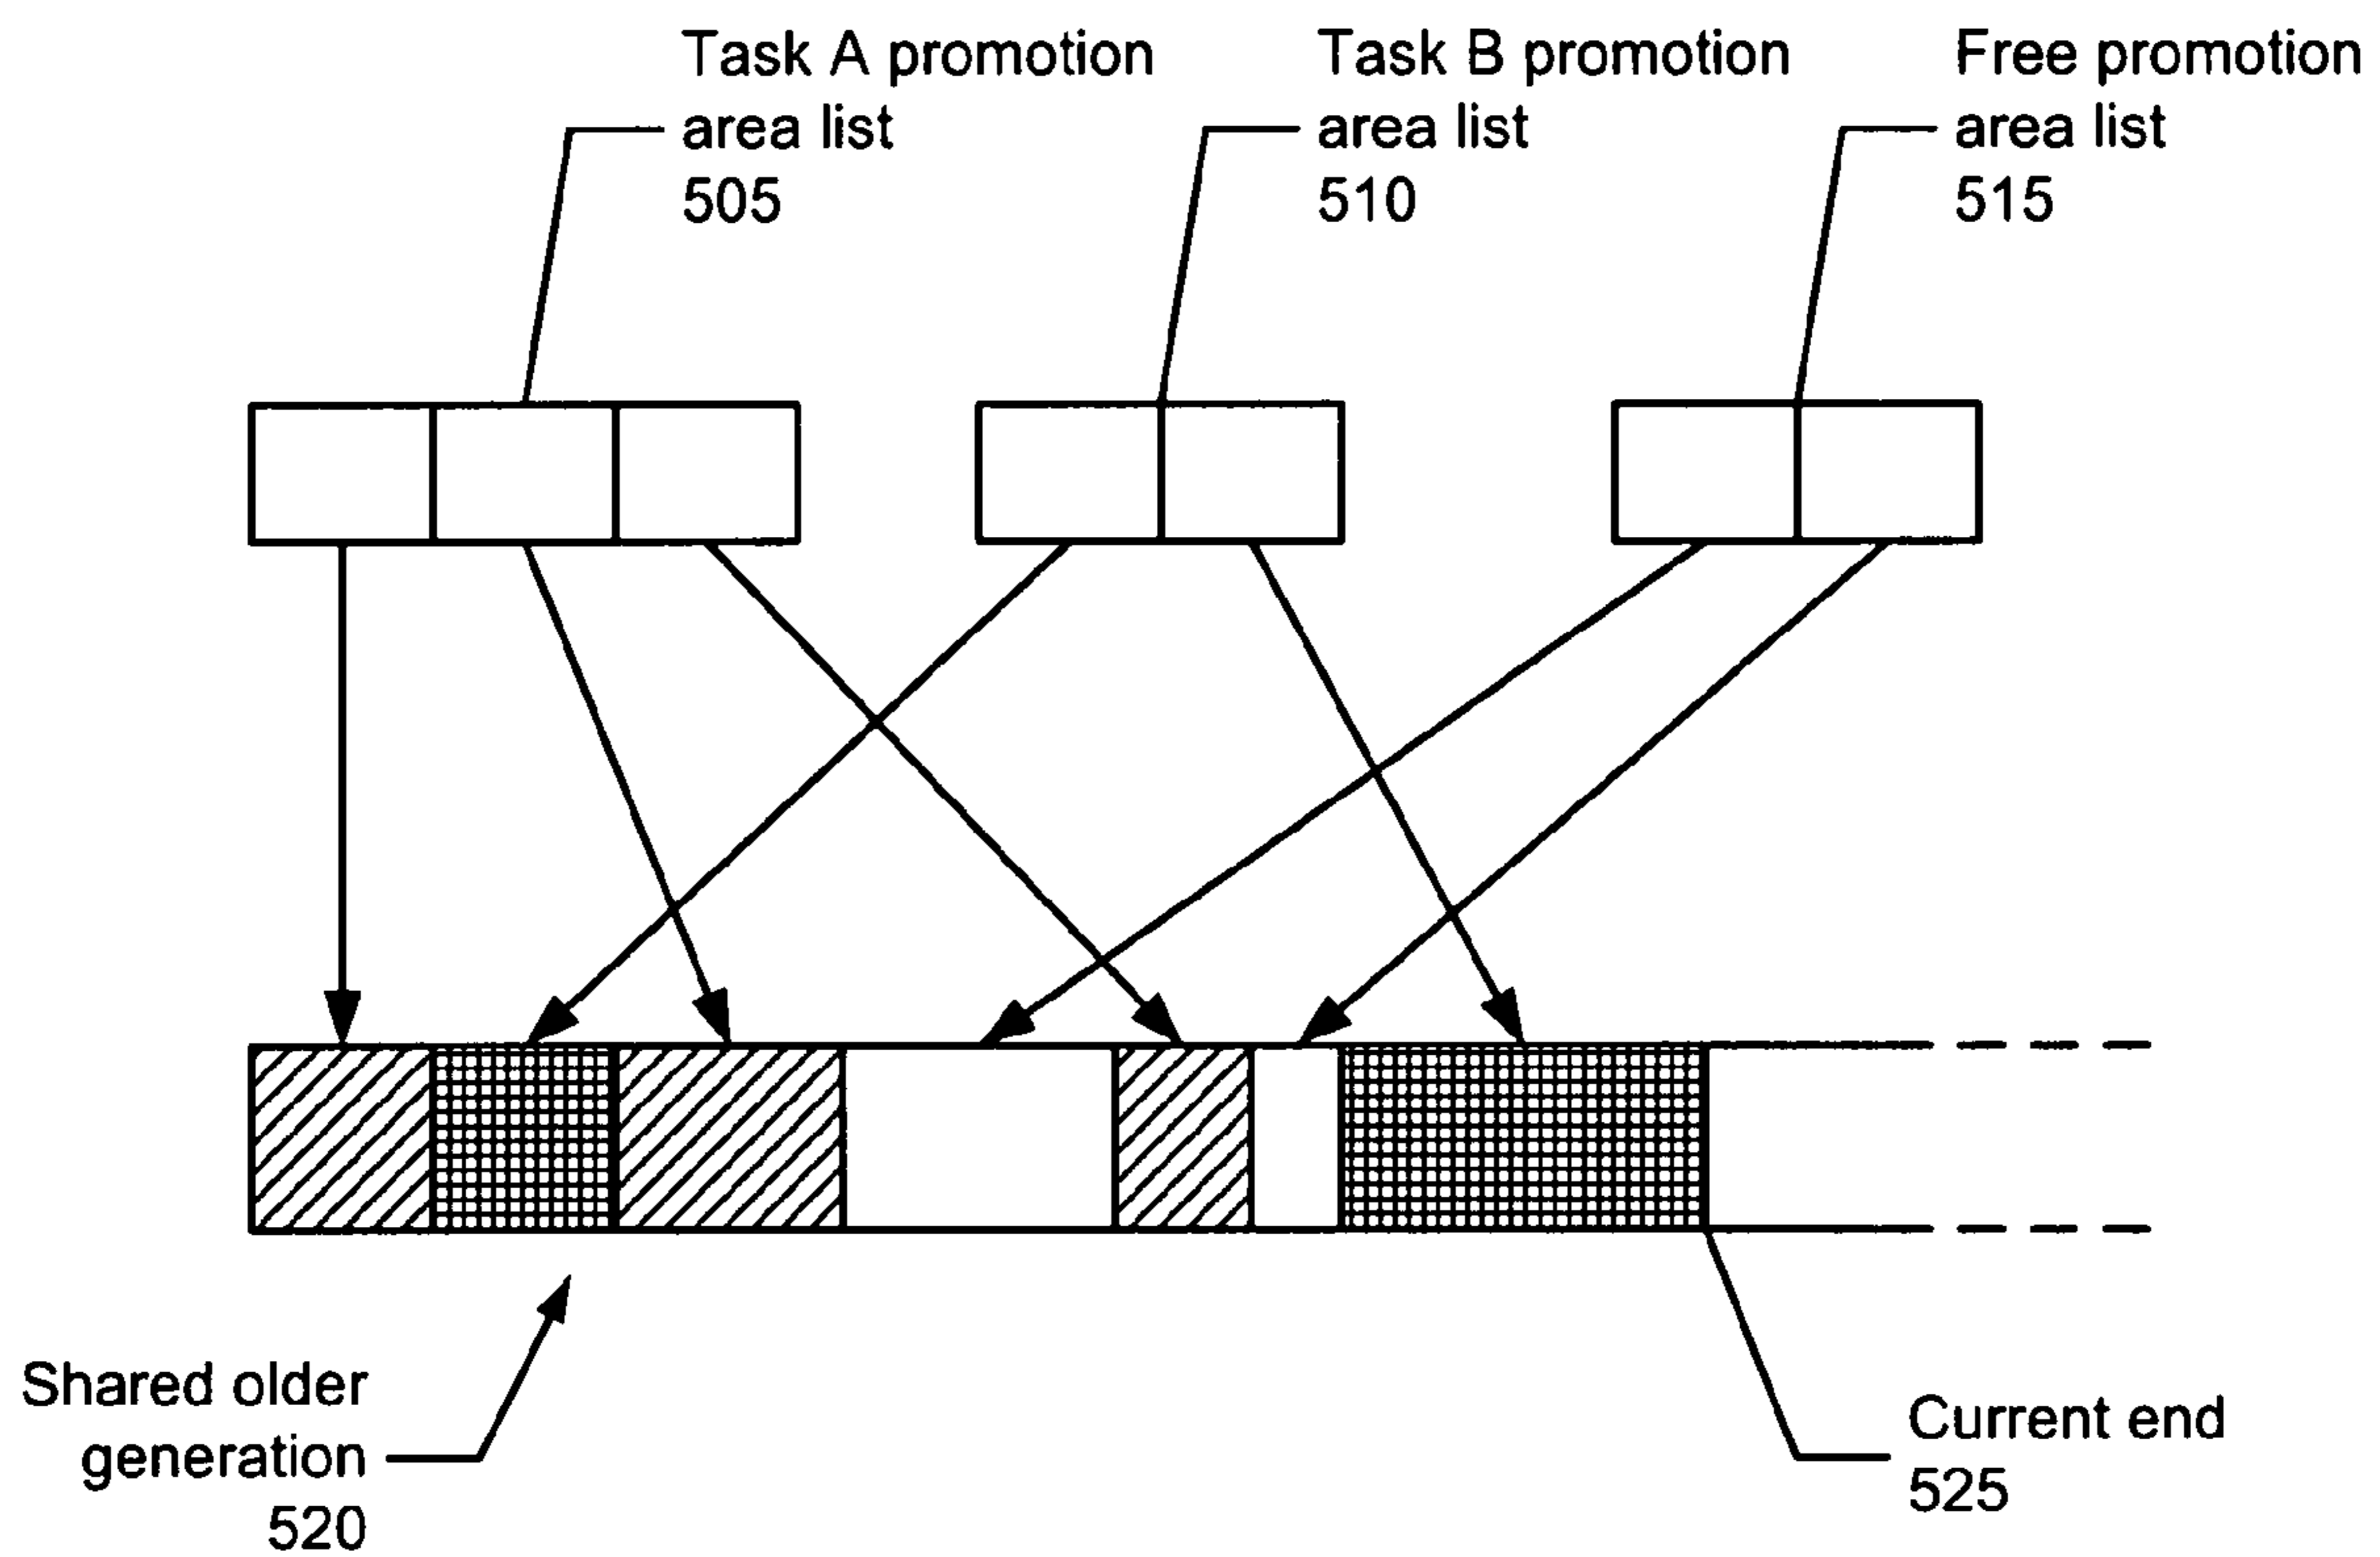 Task A promotion
area list
505
Task B promotion
area list
510
Free promotion
area list
515
Shared older
generation
520
Current end
525